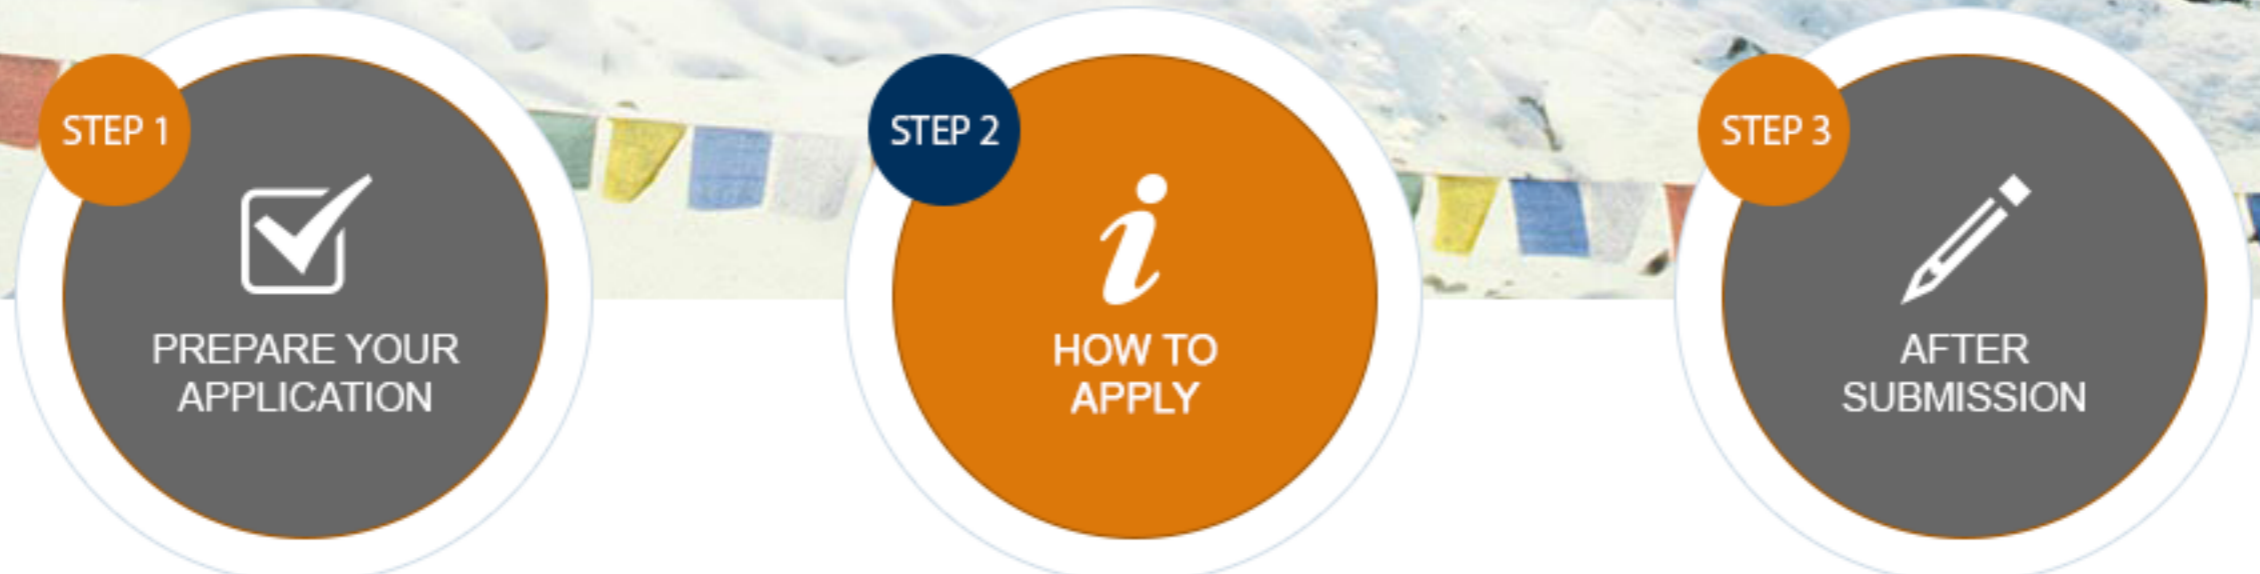 STEP 1
PREPARE YOUR
APPLICATION
STEP 2
HOW TO
APPLY
STEP 3
AFTER
SUBMISSION